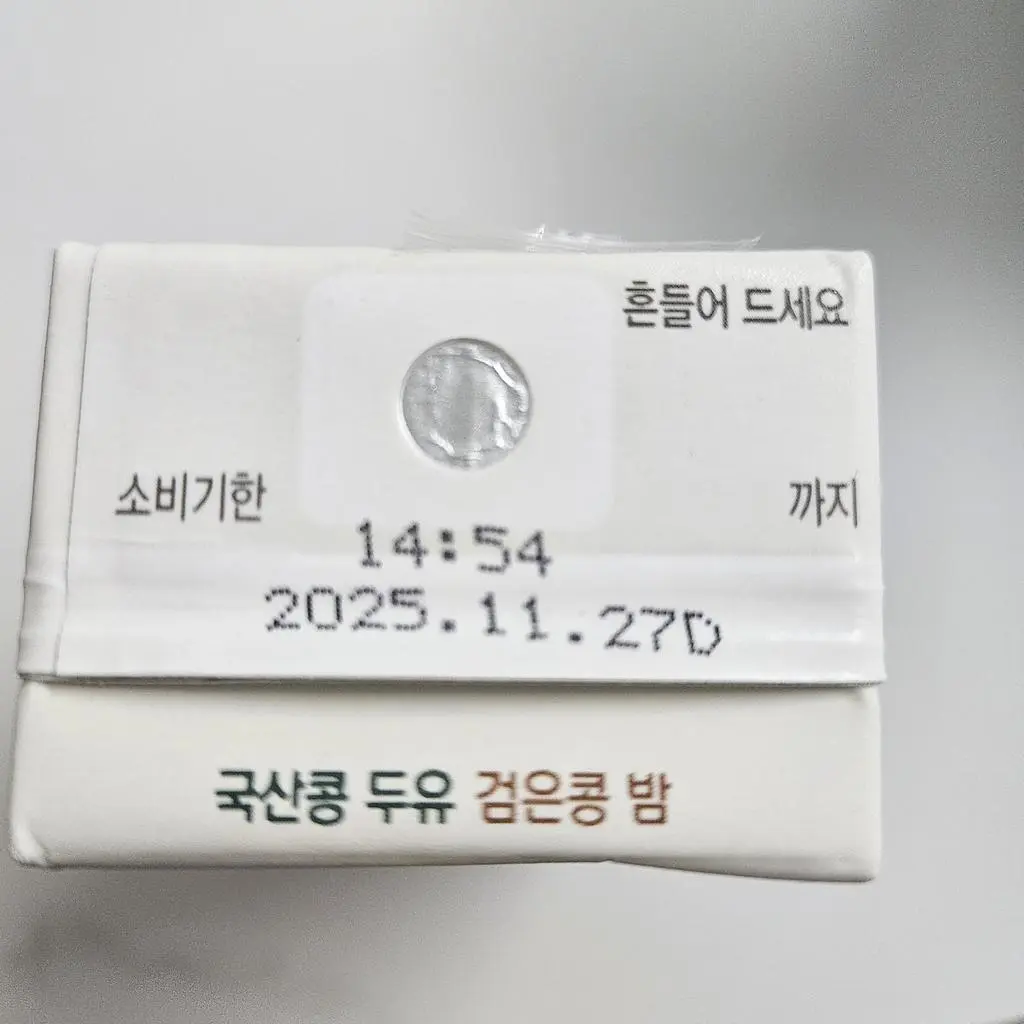 흔들어 드세요
소비기한 까지
14:54
2025.11.27D
국산콩 두유 검은콩 밤